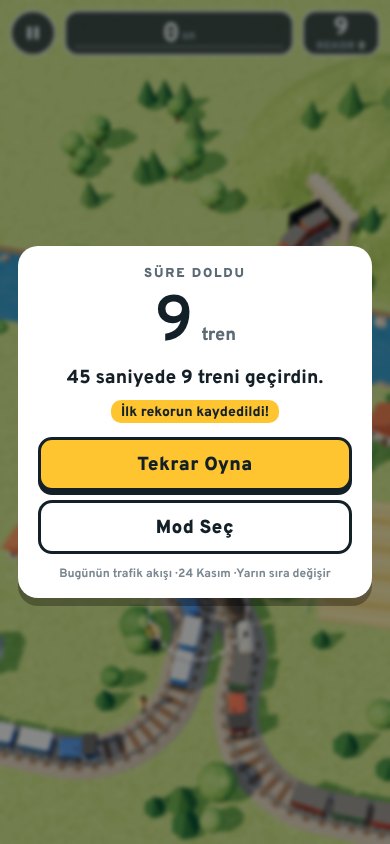 0
9
SÜRE DOLDU
9 tren
45 saniyede 9 treni geçirdin.
İlk rekorun kaydedildi!
Tekrar Oyna
Mod Seç
Bugünün trafik akışı ·24 Kasım ·Yarın sıra değişir